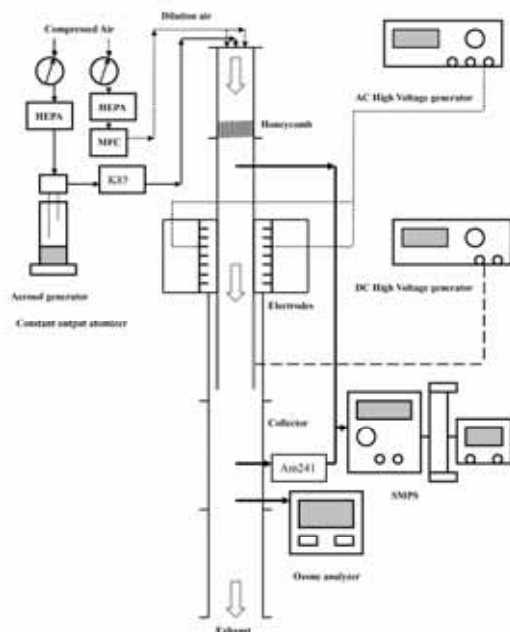 Dilution air
Compressed Air
HEPA
HEPA
MFC
AC High Voltage generator
Honeycomb
K85
Aerosol generator
Constant output atomizer
Electrodes
DC High Voltage generator
Collector
Am241
SMPS
Ozone analyzer
Exhaust